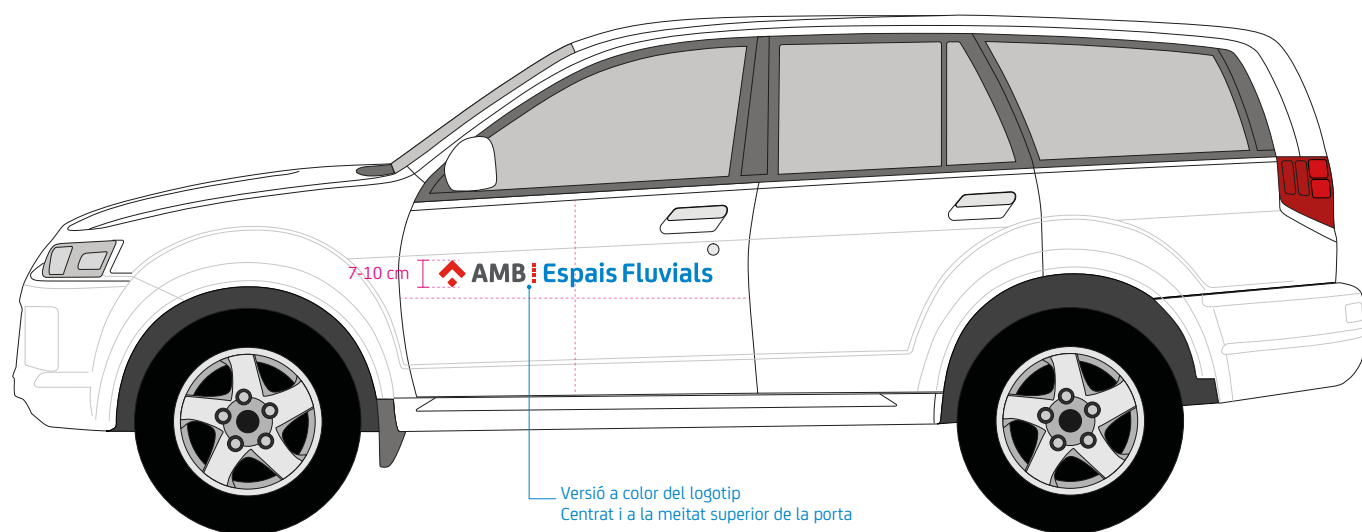 7-10 cm
AMB Espais Fluvials
Versió a color del logotip
Centrat i a la meitat superior de la porta